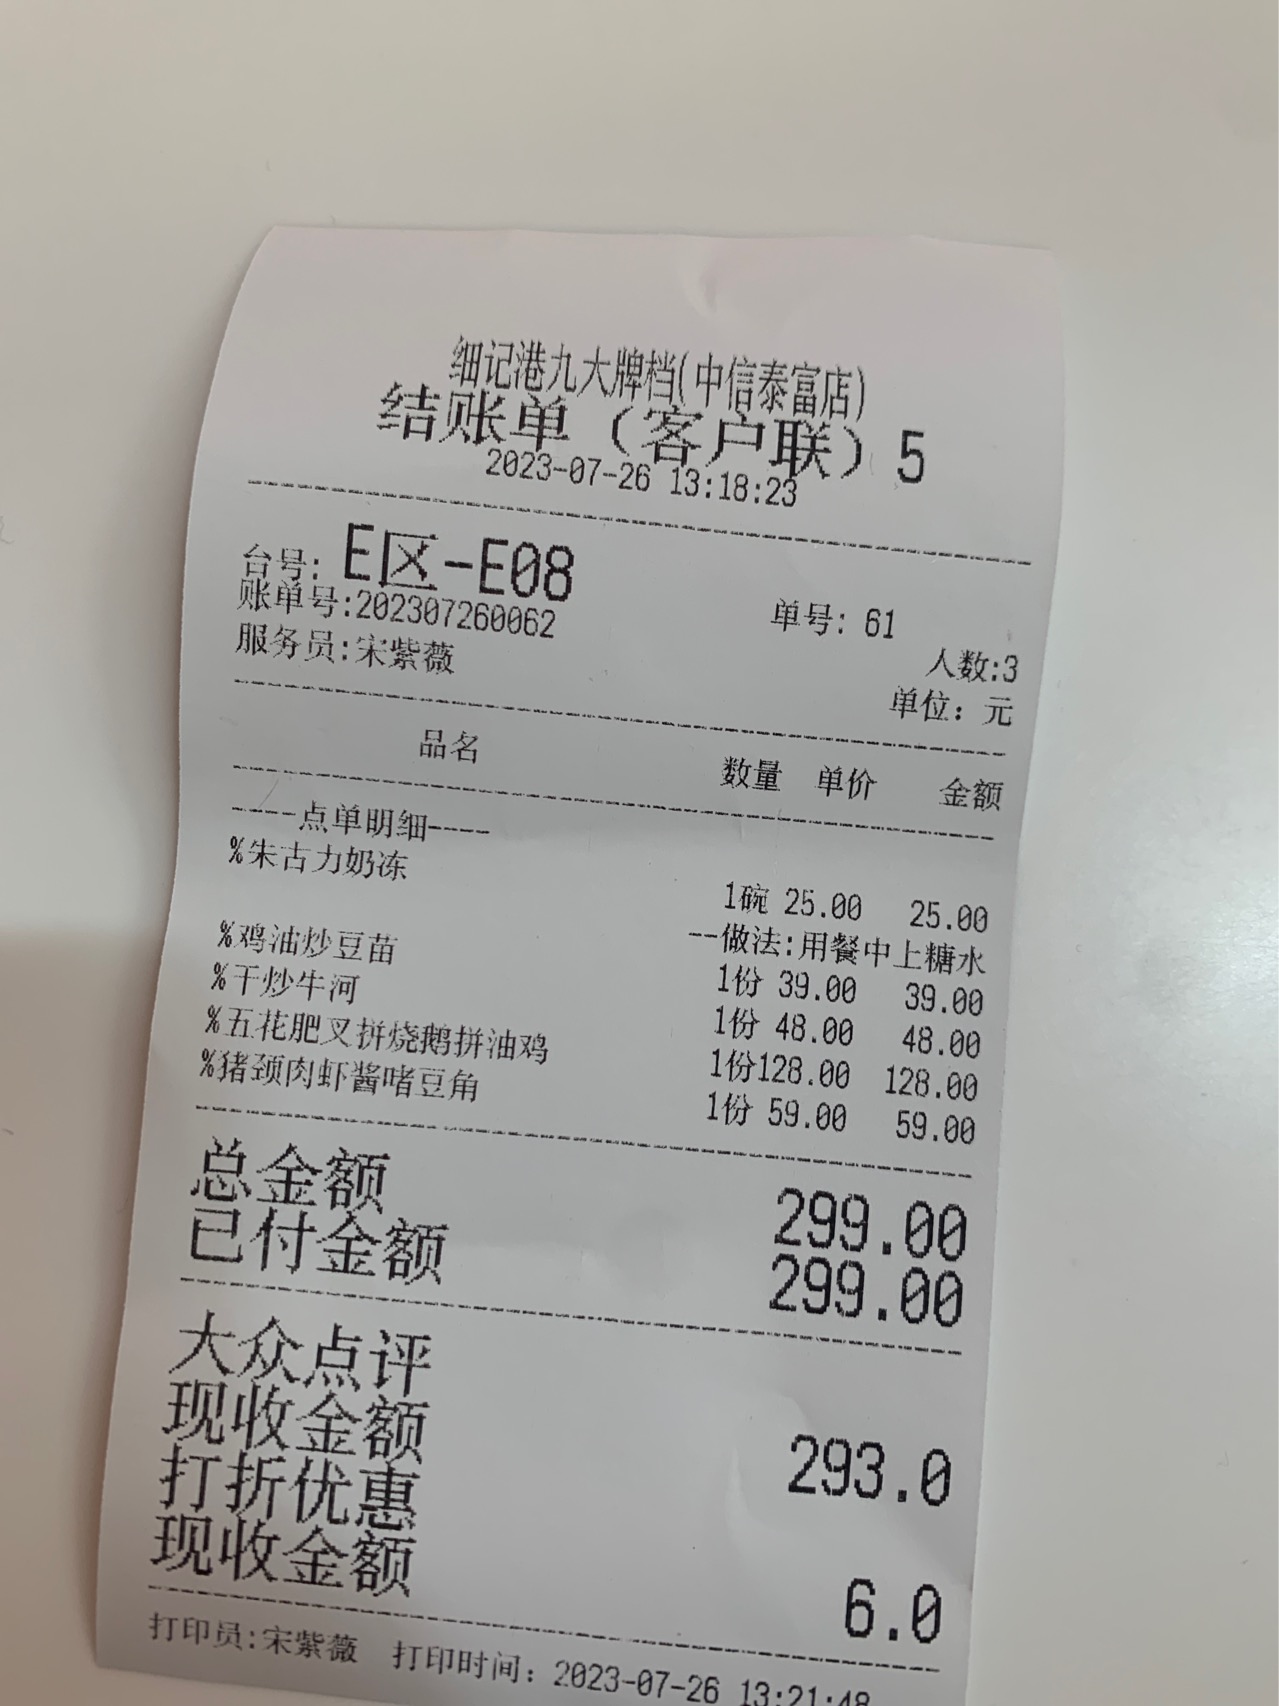 细记港九大牌档(中信泰富店)
结账单（客户联）5
2023-07-26 13:18:23
台号: E区-E08 单号: 61
账单号:202307260062 人数:3
服务员:宋紫薇 单位: 元
品名 数量 单价 金额
----点单明细----
%朱古力奶冻
1碗 25.00 25.00
--做法:用餐中上糖水
%鸡油炒豆苗 1份 39.00 39.00
%干炒牛河 1份 48.00 48.00
%五花肥叉拼烧鹅拼油鸡 1份128.00 128.00
%猪颈肉虾酱啫豆角 1份 59.00 59.00
总金额 299.00
已付金额 299.00
大众点评
现收金额 293.0
打折优惠
现收金额 6.0
打印员:宋紫薇 打印时间: 2023-07-26 13:21:48